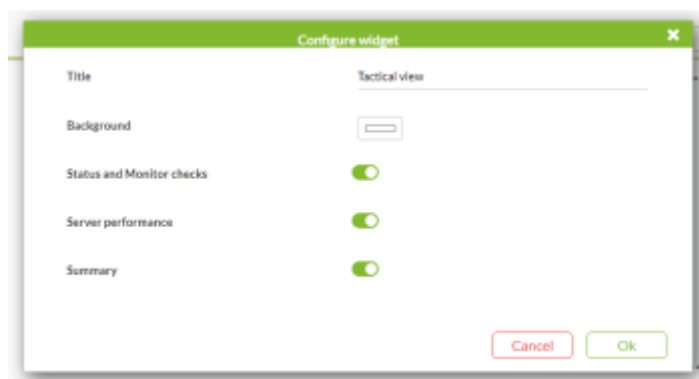 Configure widget
Title
Tactical view
Background
Status and Monitor checks
Server performance
Summary
Cancel
Ok